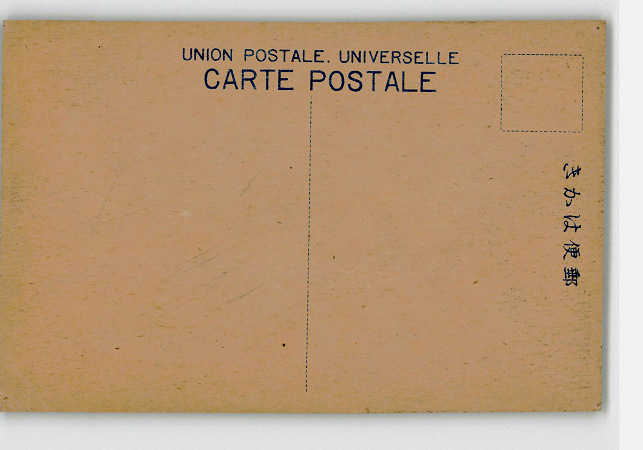 UNION POSTALE. UNIVERSELLE
CARTE POSTALE
きかは便郵